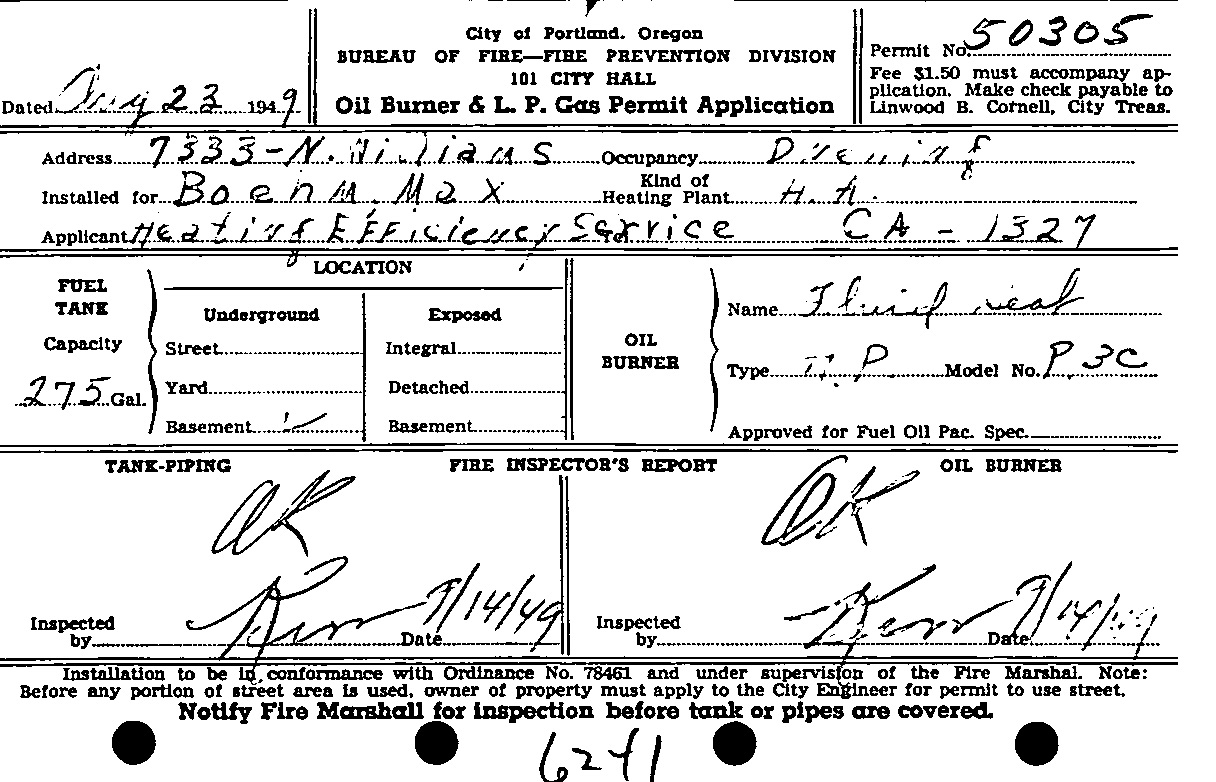 City of Portland, Oregon
BUREAU OF FIRE—FIRE PREVENTION DIVISION
101 CITY HALL
Oil Burner & L. P. Gas Permit Application
Dated Aug 23 1949
Permit No. 50305
Fee $1.50 must accompany ap-
plication. Make check payable to
Linwood B. Cornell, City Treas.
Address 7333-N. Williams Occupancy Dwelling
Installed for Boehm. Max Kind of Heating Plant H. A.
Applicant Heating Efficiency Service CA - 1327
FUEL TANK
Capacity
275 Gal.
LOCATION
Underground Exposed
Street Integral
Yard Detached
Basement ✓ Basement
OIL BURNER
Name Fluid Heat
Type P Model No. P. 3C
Approved for Fuel Oil Pac. Spec.
TANK-PIPING FIRE INSPECTOR'S REPORT OIL BURNER
OK OK
Inspected by Kerr Date 9/14/49 Inspected by Kerr Date 9/14/49
Installation to be in conformance with Ordinance No. 78461 and under supervision of the Fire Marshal. Note:
Before any portion of street area is used, owner of property must apply to the City Engineer for permit to use street.
Notify Fire Marshall for inspection before tank or pipes are covered.
6241